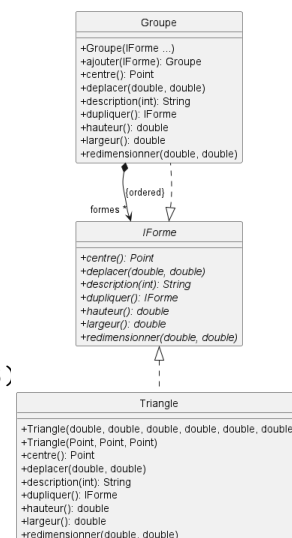 Groupe
+Groupe(IForme ...)
+ajouter(IForme): Groupe
+centre(): Point
+deplacer(double, double)
+description(int): String
+dupliquer(): IForme
+hauteur(): double
+largeur(): double
+redimensionner(double, double)
{ordered}
formes *
IForme
+centre(): Point
+deplacer(double, double)
+description(int): String
+dupliquer(): IForme
+hauteur(): double
+largeur(): double
+redimensionner(double, double)
)
Triangle
+Triangle(double, double, double, double, double, double
+Triangle(Point, Point, Point)
+centre(): Point
+deplacer(double, double)
+description(int): String
+dupliquer(): IForme
+hauteur(): double
+largeur(): double
+redimensionner(double, double)